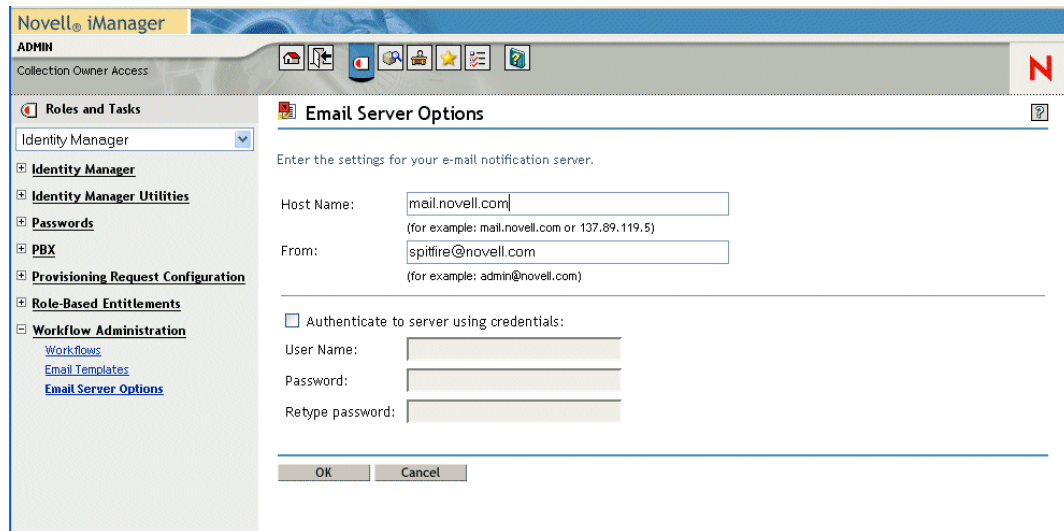 Novell® iManager
ADMIN
Collection Owner Access
N
Roles and Tasks
Identity Manager
Identity Manager
Identity Manager Utilities
Passwords
PBX
Provisioning Request Configuration
Role-Based Entitlements
Workflow Administration
Workflows
Email Templates
Email Server Options
Email Server Options
?
Enter the settings for your e-mail notification server.
Host Name: mail.novell.com
(for example: mail.novell.com or 137.89.119.5)
From: spitfire@novell.com
(for example: admin@novell.com)
Authenticate to server using credentials:
User Name:
Password:
Retype password:
OK Cancel